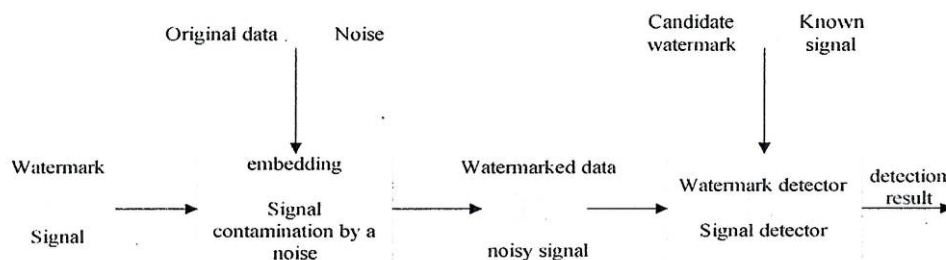 Original data Noise
Candidate watermark
Known signal
Watermark
Signal
embedding
Signal
contamination by a
noise
Watermarked data
noisy signal
Watermark detector
Signal detector
detection
result